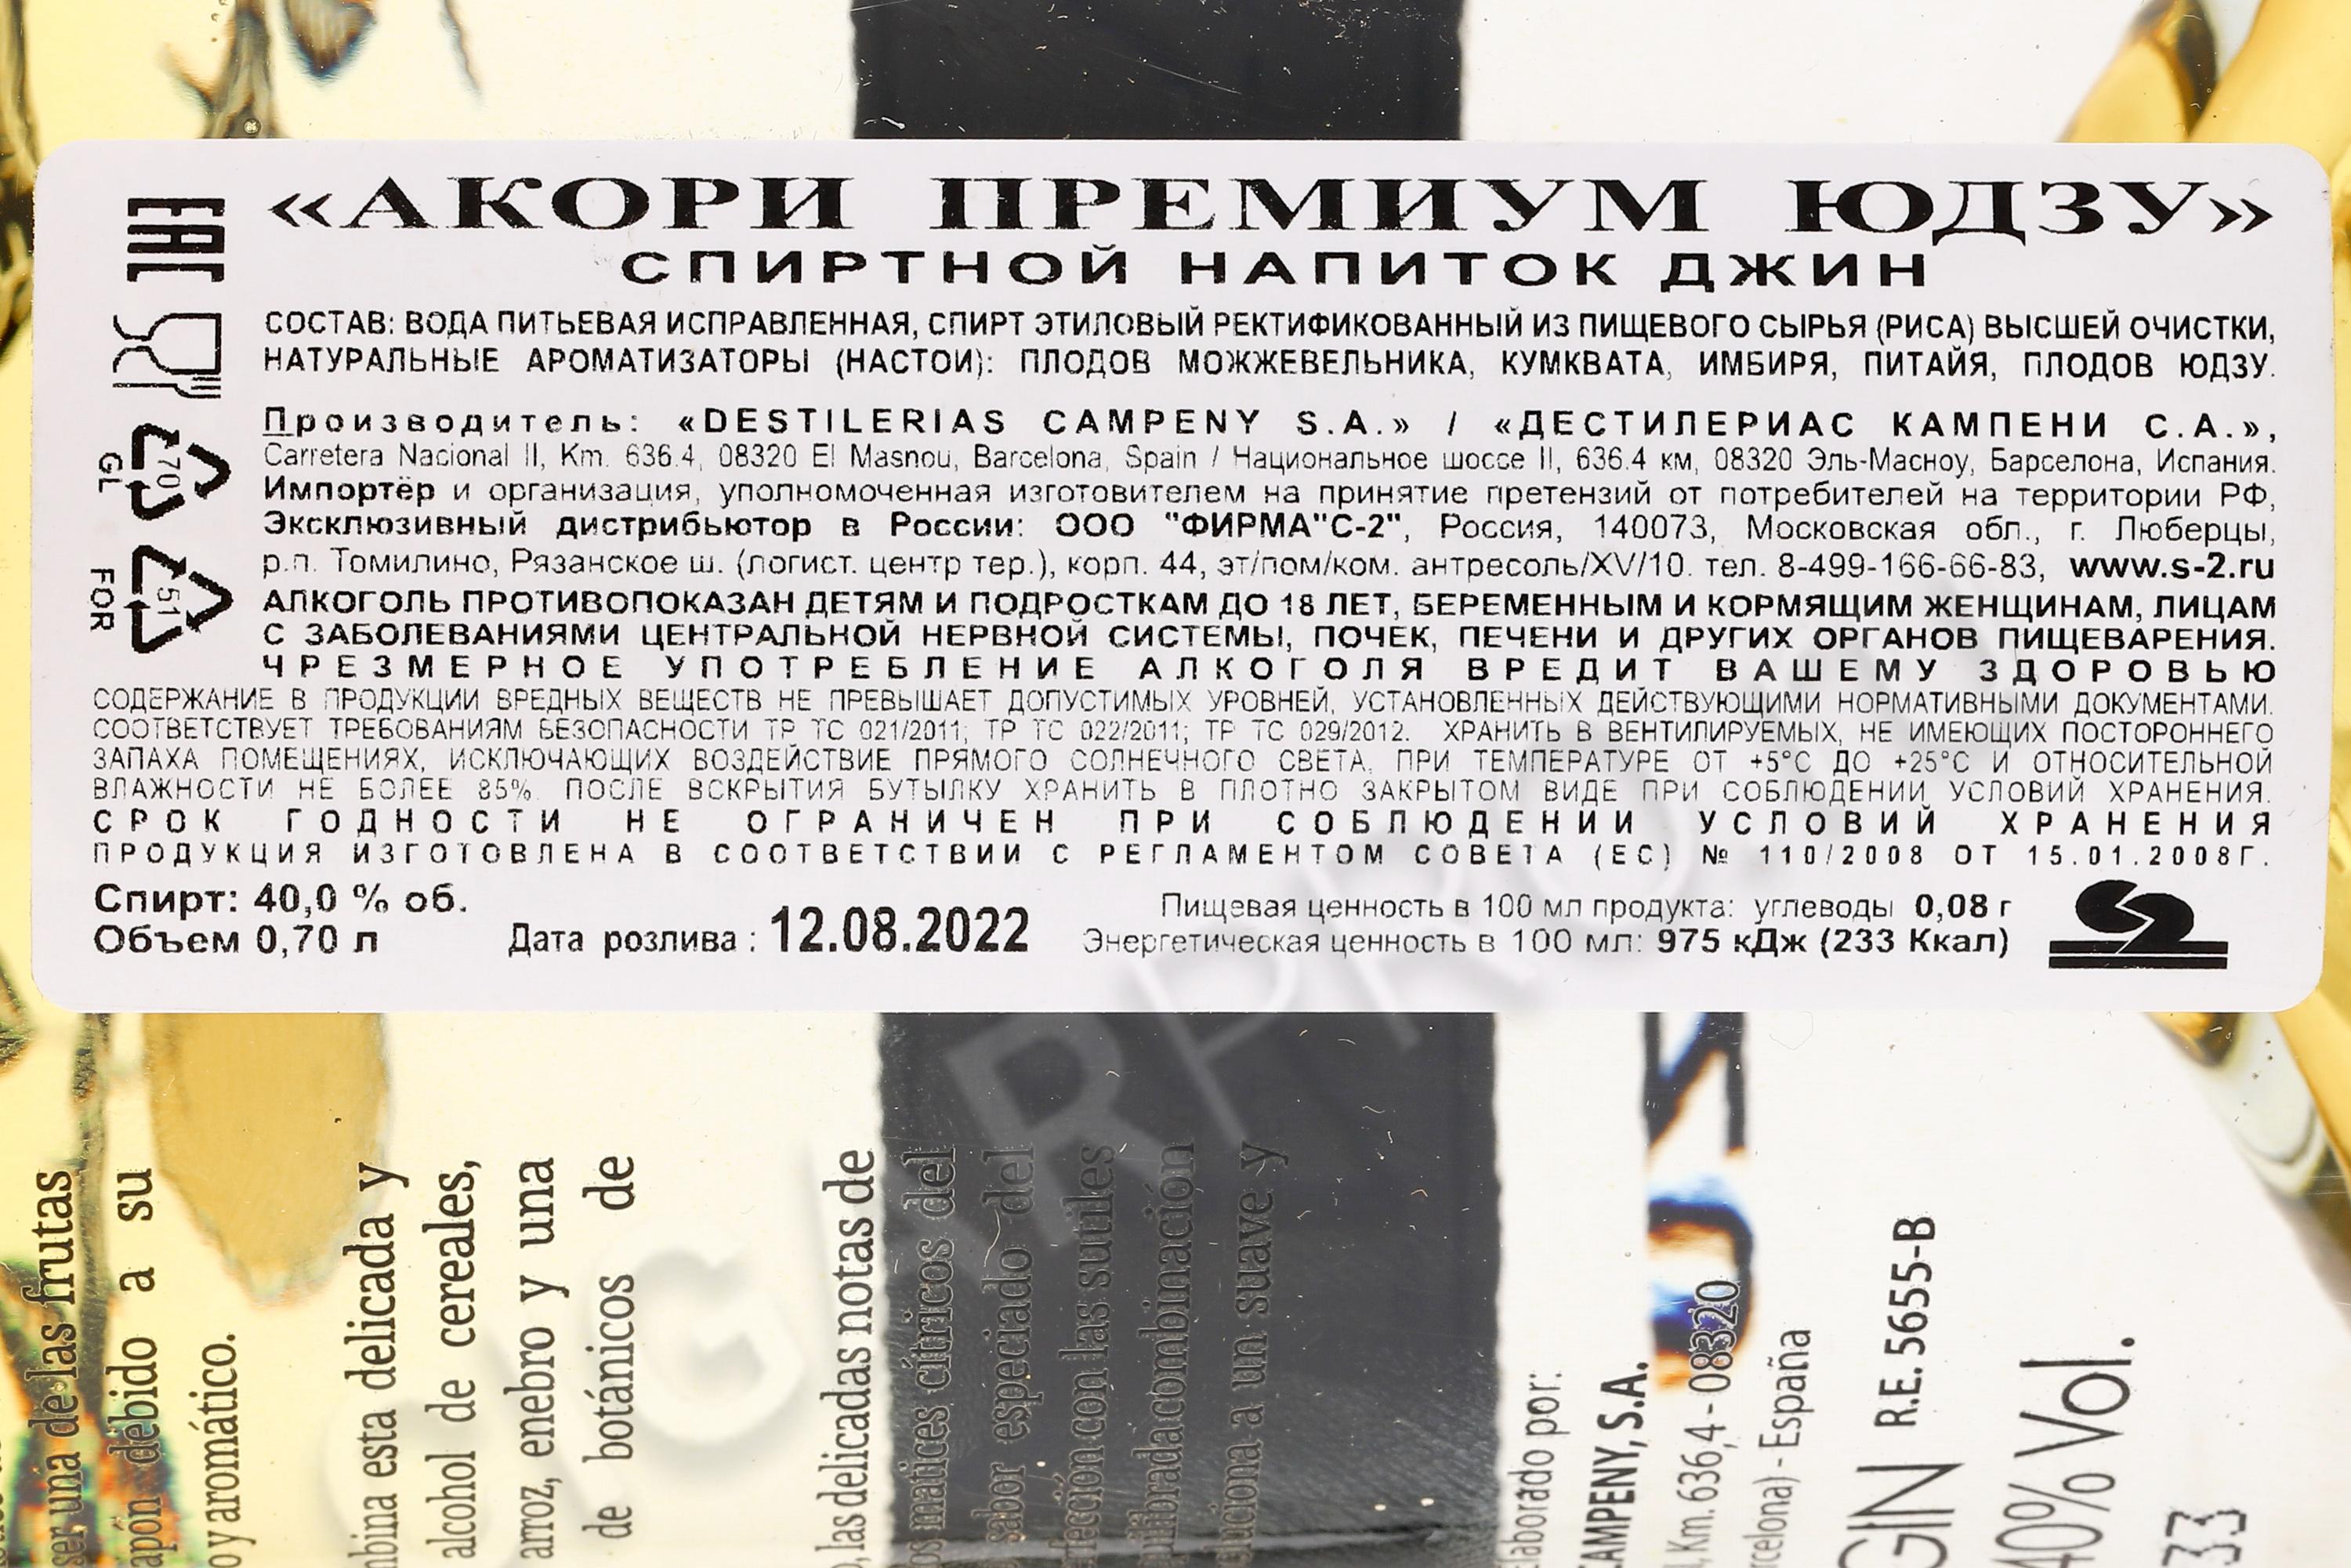 «АКОРИ ПРЕМИУМ ЮДЗУ»
СПИРТНОЙ НАПИТОК ДЖИН
СОСТАВ: ВОДА ПИТЬЕВАЯ ИСПРАВЛЕННАЯ, СПИРТ ЭТИЛОВЫЙ РЕКТИФИКОВАННЫЙ ИЗ ПИЩЕВОГО СЫРЬЯ (РИСА) ВЫСШЕЙ ОЧИСТКИ,
НАТУРАЛЬНЫЕ АРОМАТИЗАТОРЫ (НАСТОИ): ПЛОДОВ МОЖЖЕВЕЛЬНИКА, КУМКВАТА, ИМБИРЯ, ПИТАЙЯ, ПЛОДОВ ЮДЗУ.
Производитель: «DESTILERIAS CAMPENY S.A.» / «ДЕСТИЛЕРИАС КАМПЕНИ С.А.»,
Carretera Nacional II, Km. 636.4, 08320 El Masnou, Barcelona, Spain / Национальное шоссе II, 636.4 км, 08320 Эль-Масноу, Барселона, Испания.
Импортёр и организация, уполномоченная изготовителем на принятие претензий от потребителей на территории РФ,
Эксклюзивный дистрибьютор в России: ООО "ФИРМА"С-2", Россия, 140073, Московская обл., г. Люберцы,
р.п. Томилино, Рязанское ш. (логист. центр тер.), корп. 44, эт/пом/ком. антресоль/XV/10. тел. 8-499-166-66-83, www.s-2.ru
АЛКОГОЛЬ ПРОТИВОПОКАЗАН ДЕТЯМ И ПОДРОСТКАМ ДО 18 ЛЕТ, БЕРЕМЕННЫМ И КОРМЯЩИМ ЖЕНЩИНАМ, ЛИЦАМ
С ЗАБОЛЕВАНИЯМИ ЦЕНТРАЛЬНОЙ НЕРВНОЙ СИСТЕМЫ, ПОЧЕК, ПЕЧЕНИ И ДРУГИХ ОРГАНОВ ПИЩЕВАРЕНИЯ.
ЧРЕЗМЕРНОЕ УПОТРЕБЛЕНИЕ АЛКОГОЛЯ ВРЕДИТ ВАШЕМУ ЗДОРОВЬЮ
СОДЕРЖАНИЕ В ПРОДУКЦИИ ВРЕДНЫХ ВЕЩЕСТВ НЕ ПРЕВЫШАЕТ ДОПУСТИМЫХ УРОВНЕЙ, УСТАНОВЛЕННЫХ ДЕЙСТВУЮЩИМИ НОРМАТИВНЫМИ ДОКУМЕНТАМИ.
СООТВЕТСТВУЕТ ТРЕБОВАНИЯМ БЕЗОПАСНОСТИ ТР ТС 021/2011; ТР ТС 022/2011; ТР ТС 029/2012. ХРАНИТЬ В ВЕНТИЛИРУЕМЫХ, НЕ ИМЕЮЩИХ ПОСТОРОННЕГО
ЗАПАХА ПОМЕЩЕНИЯХ, ИСКЛЮЧАЮЩИХ ВОЗДЕЙСТВИЕ ПРЯМОГО СОЛНЕЧНОГО СВЕТА, ПРИ ТЕМПЕРАТУРЕ ОТ +5°С ДО +25°С И ОТНОСИТЕЛЬНОЙ
ВЛАЖНОСТИ НЕ БОЛЕЕ 85%. ПОСЛЕ ВСКРЫТИЯ БУТЫЛКУ ХРАНИТЬ В ПЛОТНО ЗАКРЫТОМ ВИДЕ ПРИ СОБЛЮДЕНИИ УСЛОВИЙ ХРАНЕНИЯ.
СРОК ГОДНОСТИ НЕ ОГРАНИЧЕН ПРИ СОБЛЮДЕНИИ УСЛОВИЙ ХРАНЕНИЯ
ПРОДУКЦИЯ ИЗГОТОВЛЕНА В СООТВЕТСТВИИ С РЕГЛАМЕНТОМ СОВЕТА (ЕС) № 110/2008 ОТ 15.01.2008Г.
Спирт: 40,0 % об.
Объем 0,70 л
Дата розлива : 12.08.2022
Пищевая ценность в 100 мл продукта: углеводы 0,08 г
Энергетическая ценность в 100 мл: 975 кДж (233 Ккал)
EAC
70
GL
51
FOR
ser una de las frutas
debido a su
y aromático.
esta delicada y
alcohol de cereales,
arroz, enebro y una
de botánicos de
las delicadas notas de
matices cítricos del
sabor especiado del
con las sutiles
combinación
a un suave y
por:
CAMPENY, S.A.
Km. 636,4 - 08320
- España
GIN R.E. 5655-B
40% Vol.
33